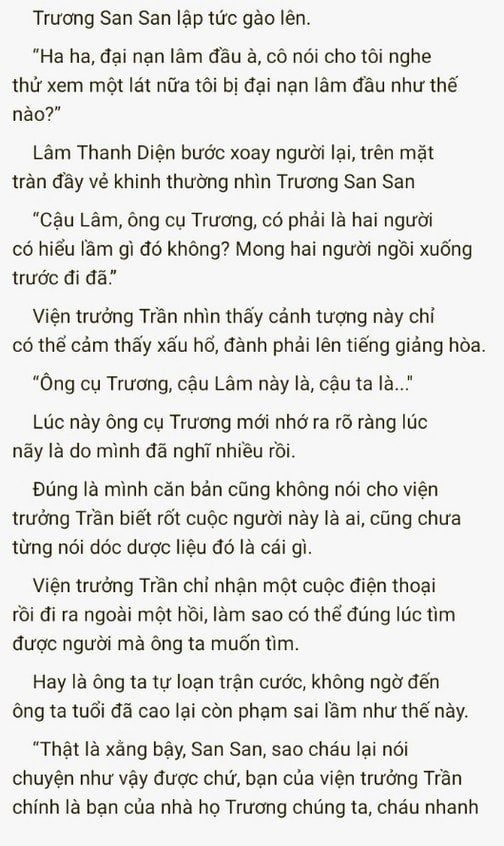 Trương San San lập tức gào lên.
“Ha ha, đại nạn lâm đầu à, cô nói cho tôi nghe
thử xem một lát nữa tôi bị đại nạn lâm đầu như thế
nào?”
Lâm Thanh Diện bước xoay người lại, trên mặt
tràn đầy vẻ khinh thường nhìn Trương San San
“Cậu Lâm, ông cụ Trương, có phải là hai người
có hiểu lầm gì đó không? Mong hai người ngồi xuống
trước đi đã.”
Viện trưởng Trần nhìn thấy cảnh tượng này chỉ
có thể cảm thấy xấu hổ, đành phải lên tiếng giảng hòa.
“Ông cụ Trương, cậu Lâm này là, cậu ta là..."
Lúc này ông cụ Trương mới nhớ ra rõ ràng lúc
nãy là do mình đã nghĩ nhiều rồi.
Đúng là mình căn bản cũng không nói cho viện
trưởng Trần biết rốt cuộc người này là ai, cũng chưa
từng nói dóc dược liệu đó là cái gì.
Viện trưởng Trần chỉ nhận một cuộc điện thoại
rồi đi ra ngoài một hồi, làm sao có thể đúng lúc tìm
được người mà ông ta muốn tìm.
Hay là ông ta tự loạn trận cước, không ngờ đến
ông ta tuổi đã cao lại còn phạm sai lầm như thế này.
“Thật là xằng bậy, San San, sao cháu lại nói
chuyện như vậy được chứ, bạn của viện trưởng Trần
chính là bạn của nhà họ Trương chúng ta, cháu nhanh